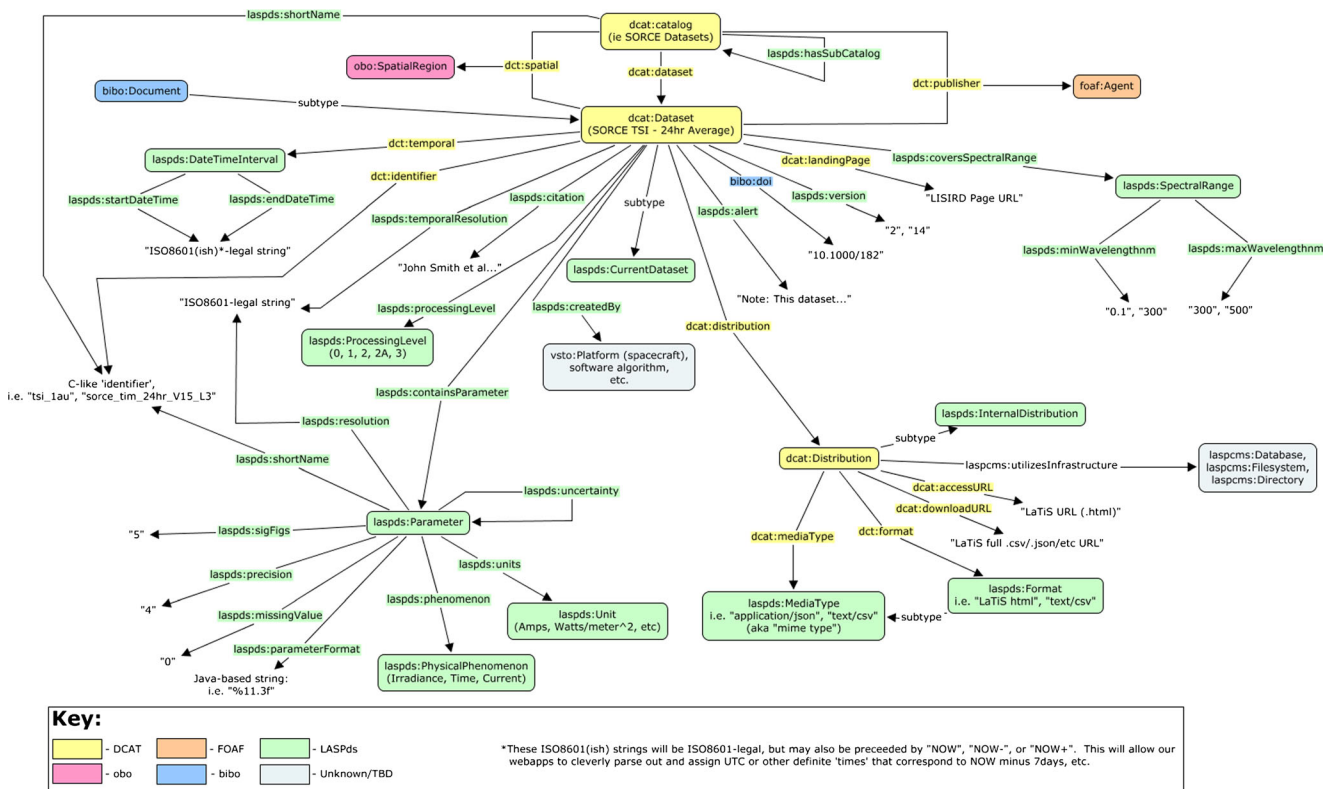 laspds:shortName
dcat:catalog
(ie SORCE Datasets)
laspds:hasSubCatalog
obo:SpatialRegion
dct:spatial
dcat:dataset
dct:publisher
foaf:Agent
bibo:Document
subtype
dcat:Dataset
(SORCE TSI - 24hr Average)
dct:temporal
laspds:DateTimeInterval
dct:identifier
dcat:landingPage
laspds:coversSpectralRange
laspds:startDateTime
laspds:endDateTime
laspds:citation
subtype
bibo:doi
laspds:version
"LISIRD Page URL"
laspds:SpectralRange
laspds:temporalResolution
laspds:alert
"2", "14"
"ISO8601(ish)*-legal string"
"John Smith et al..."
laspds:CurrentDataset
"10.1000/182"
laspds:minWavelengthnm
laspds:maxWavelengthnm
"ISO8601-legal string"
laspds:processingLevel
laspds:createdBy
"Note: This dataset..."
"0.1", "300"
"300", "500"
laspds:ProcessingLevel
(0, 1, 2, 2A, 3)
dcat:distribution
vsto:Platform (spacecraft),
software algorithm,
etc.
C-like 'identifier',
i.e. "tsi_1au", "sorce_tim_24hr_V15_L3"
laspds:containsParameter
laspds:resolution
laspds:InternalDistribution
subtype
laspds:shortName
dcat:Distribution
laspcms:utilizesInfrastructure
laspcms:Database,
laspcms:Filesystem,
laspcms:Directory
laspds:uncertainty
dcat:accessURL
"LaTiS URL (.html)"
dcat:downloadURL
laspds:Parameter
laspds:sigFigs
"5"
dcat:mediaType
dct:format
"LaTiS full .csv/.json/etc URL"
laspds:precision
laspds:units
"4"
laspds:phenomenon
laspds:missingValue
laspds:Unit
(Amps, Watts/meter^2, etc)
laspds:MediaType
i.e. "application/json", "text/csv"
(aka "mime type")
subtype
laspds:Format
i.e. "LaTiS html", "text/csv"
"0"
laspds:parameterFormat
Java-based string:
i.e. "%11.3f"
laspds:PhysicalPhenomenon
(Irradiance, Time, Current)
Key:
- DCAT
- FOAF
- LASPds
- obo
- bibo
- Unknown/TBD
*These ISO8601(ish) strings will be ISO8601-legal, but may also be preceeded by "NOW", "NOW-", or "NOW+".  This will allow our
webapps to cleverly parse out and assign UTC or other definite 'times' that correspond to NOW minus 7days, etc.